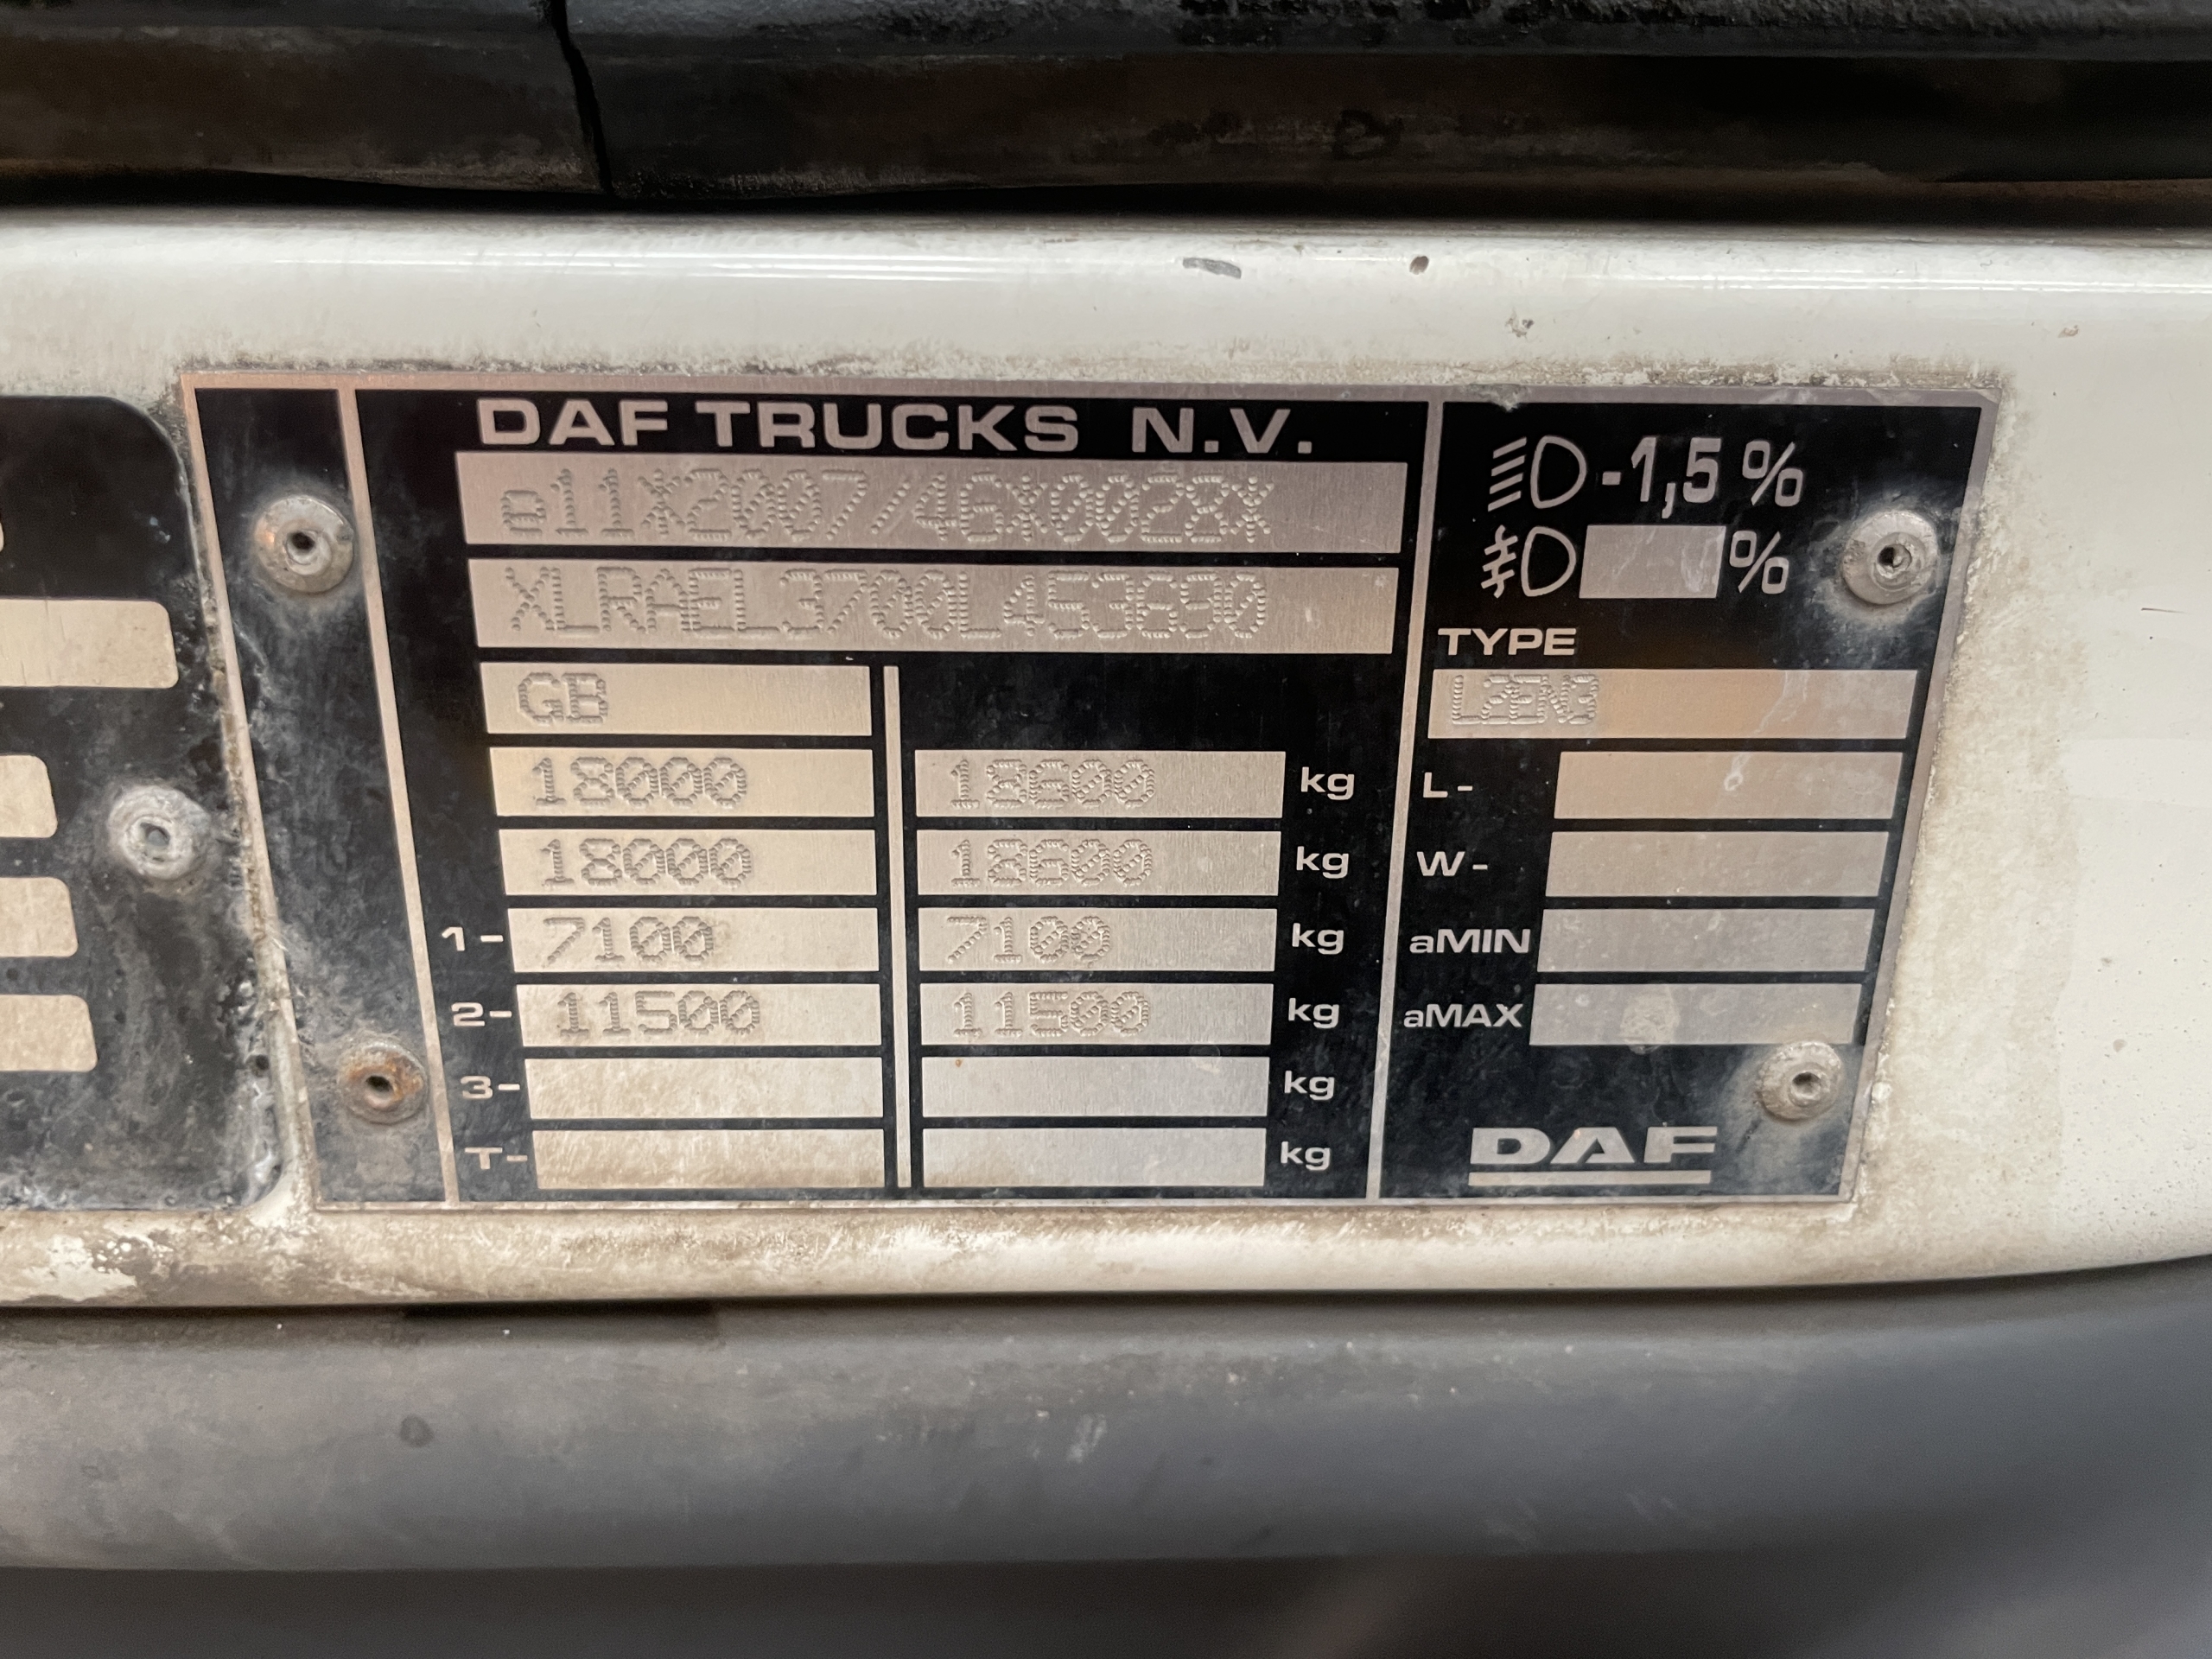 DAF TRUCKS N.V.
e11*2007/46*0028*
XLRAEL3700L453690
GB
18000 18600 kg
18000 18600 kg
1- 7100 7100 kg
2- 11500 11500 kg
3- kg
T- kg
-1,5 %
%
TYPE
L2EN3
L-
W-
aMIN
aMAX
DAF